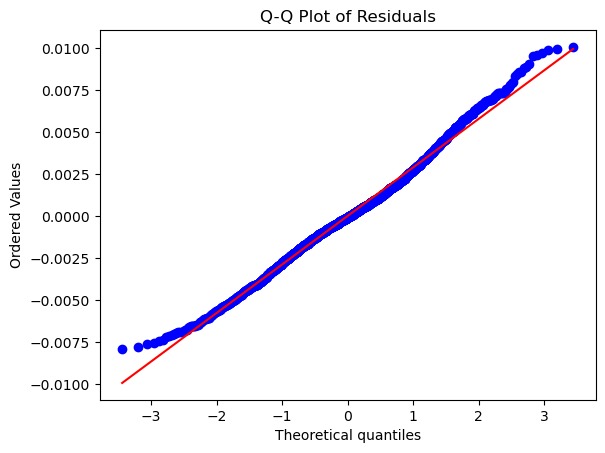 Q-Q Plot of Residuals
0.0100
0.0075
0.0050
0.0025
0.0000
−0.0025
−0.0050
−0.0075
−0.0100
Ordered Values
−3 −2 −1 0 1 2 3
Theoretical quantiles